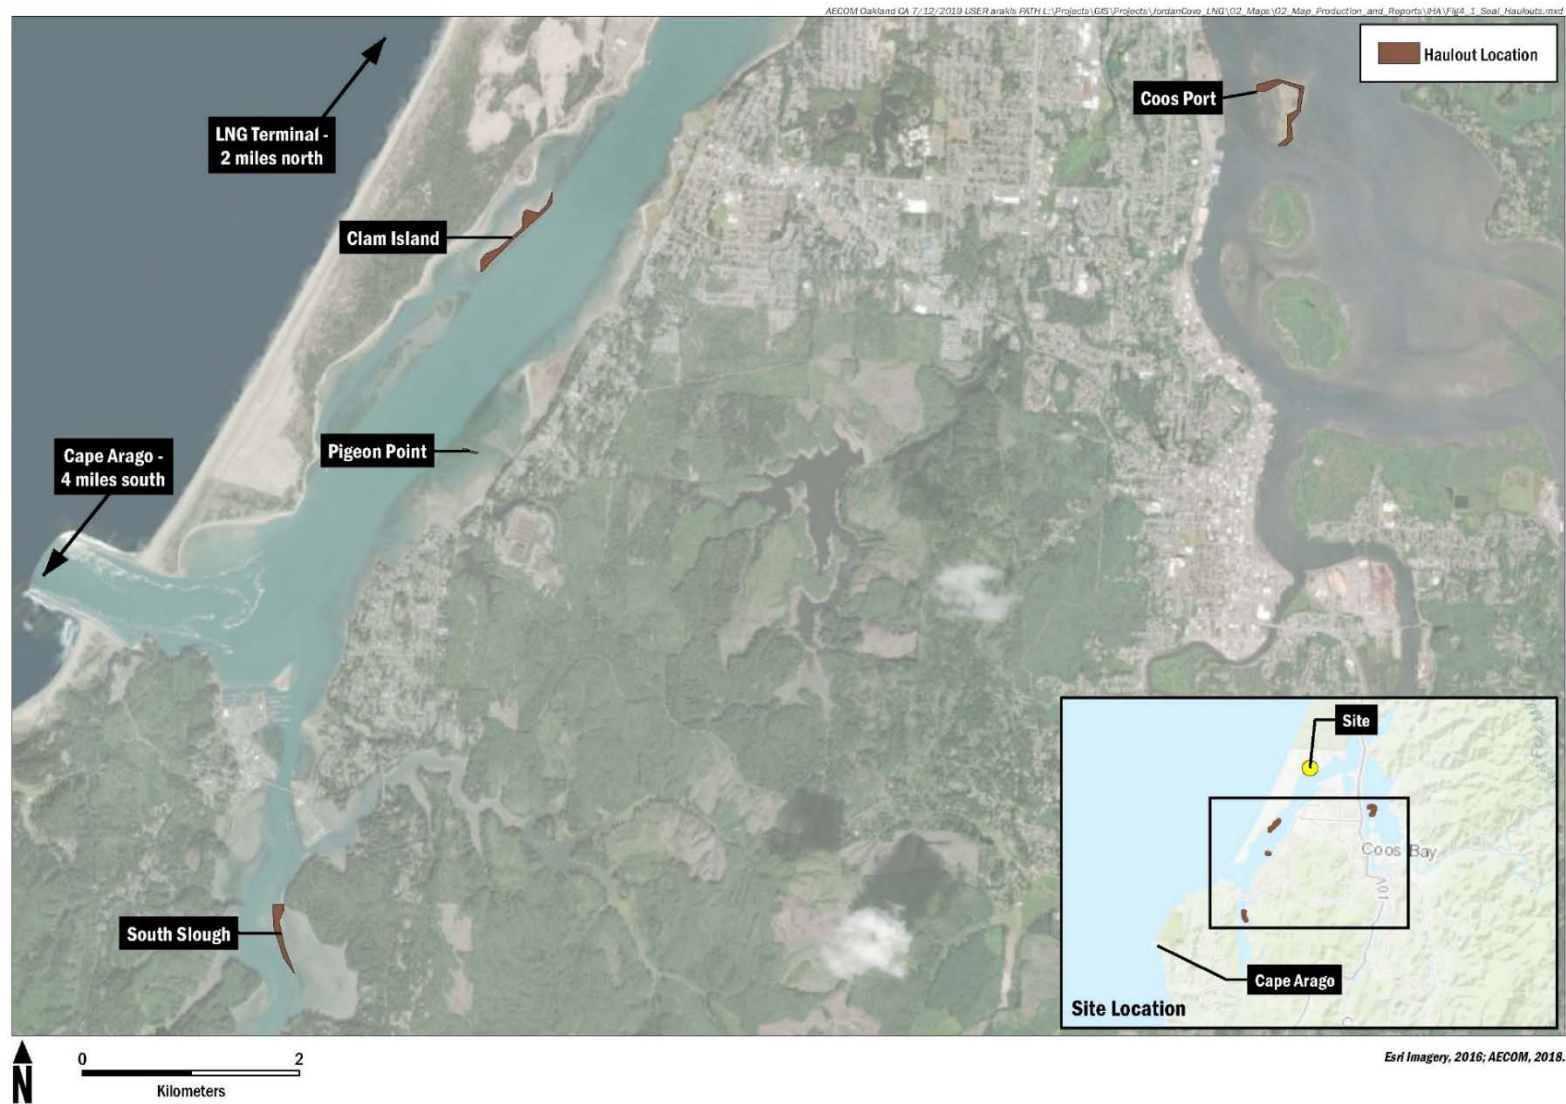 AECOM Oakland CA 7/12/2019 USER arakis PATH L:\Projects\GIS\Projects\JordanCove_LNG\02_Maps\02_Map_Production_and_Reports\IHA\Fig4_1_Seal_Haulouts.mxd
Haulout Location
Coos Port
LNG Terminal -
2 miles north
Clam Island
Pigeon Point
Cape Arago -
4 miles south
South Slough
Site
Coos Bay
101
Cape Arago
Site Location
0 2
Kilometers
N
Esri Imagery, 2016; AECOM, 2018.